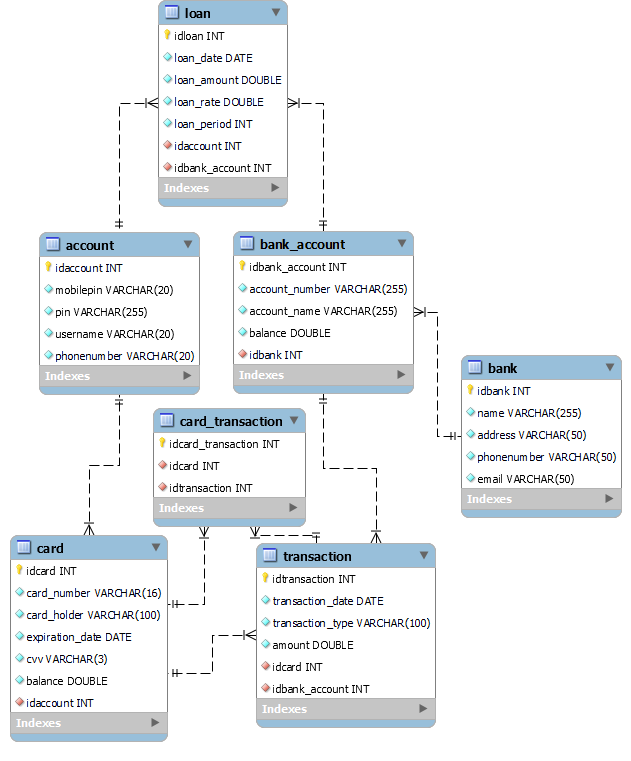 loan
idloan INT
loan_date DATE
loan_amount DOUBLE
loan_rate DOUBLE
loan_period INT
idaccount INT
idbank_account INT
Indexes
account
idaccount INT
mobilepin VARCHAR(20)
pin VARCHAR(255)
username VARCHAR(20)
phonenumber VARCHAR(20)
Indexes
bank_account
idbank_account INT
account_number VARCHAR(255)
account_name VARCHAR(255)
balance DOUBLE
idbank INT
Indexes
bank
idbank INT
name VARCHAR(255)
address VARCHAR(50)
phonenumber VARCHAR(50)
email VARCHAR(50)
Indexes
card_transaction
idcard_transaction INT
idcard INT
idtransaction INT
Indexes
card
idcard INT
card_number VARCHAR(16)
card_holder VARCHAR(100)
expiration_date DATE
cvv VARCHAR(3)
balance DOUBLE
idaccount INT
Indexes
transaction
idtransaction INT
transaction_date DATE
transaction_type VARCHAR(100)
amount DOUBLE
idcard INT
idbank_account INT
Indexes